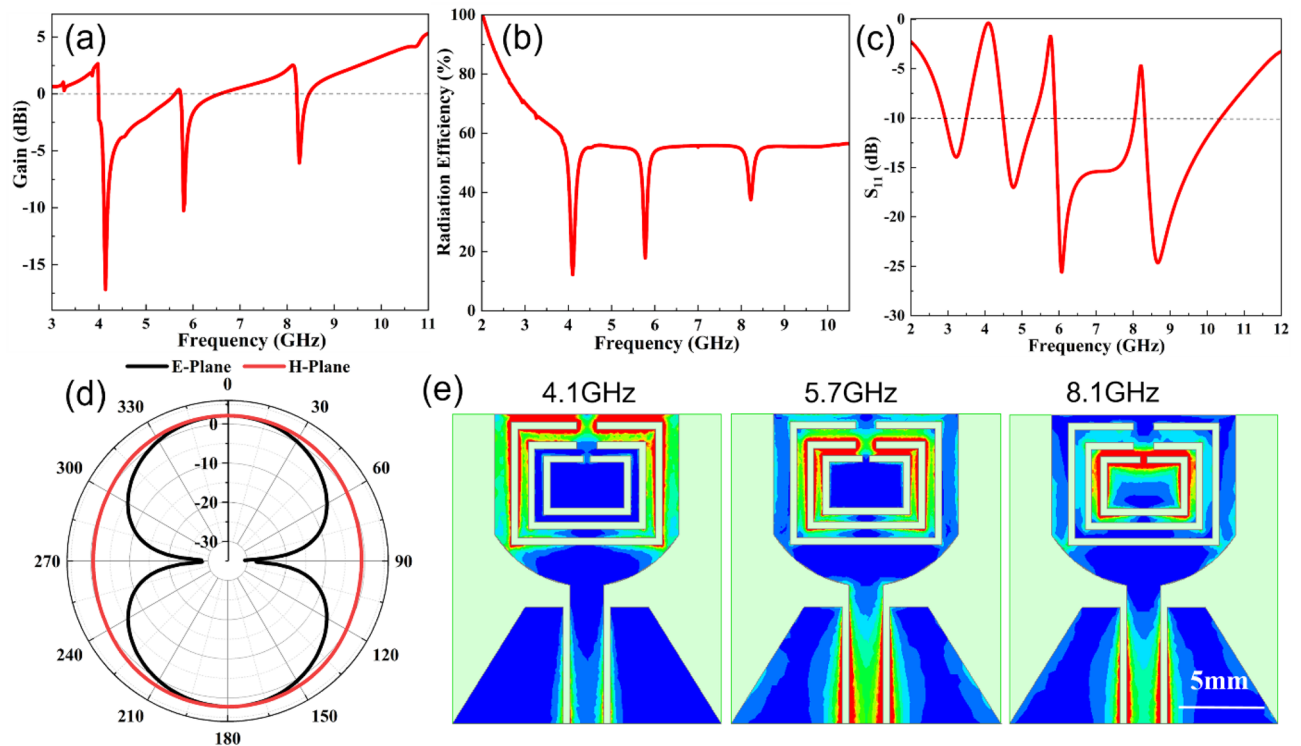 (a)
5
0
-5
-10
-15
Gain (dBi)
3 4 5 6 7 8 9 10 11
Frequency (GHz)
(b)
100
80
60
40
20
0
Radiation Efficiency (%)
2 3 4 5 6 7 8 9 10
Frequency (GHz)
(c)
0
-5
-10
-15
-20
-25
-30
S11 (dB)
2 3 4 5 6 7 8 9 10 11 12
Frequency (GHz)
E-Plane H-Plane
(d)
0
30
60
90
120
150
180
210
240
270
300
330
0
-10
-20
-30
(e)
4.1GHz 5.7GHz 8.1GHz
5mm